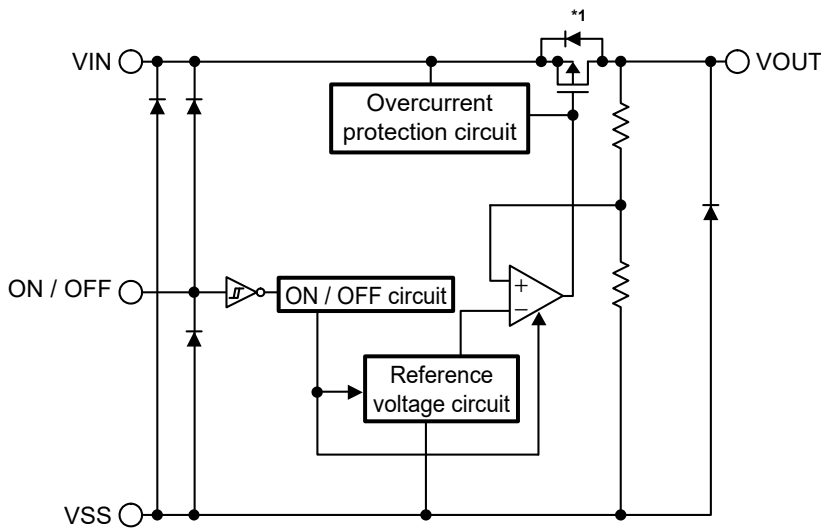 *1
VIN
VOUT
Overcurrent
protection circuit
ON / OFF
ON / OFF circuit
+
−
Reference
voltage circuit
VSS